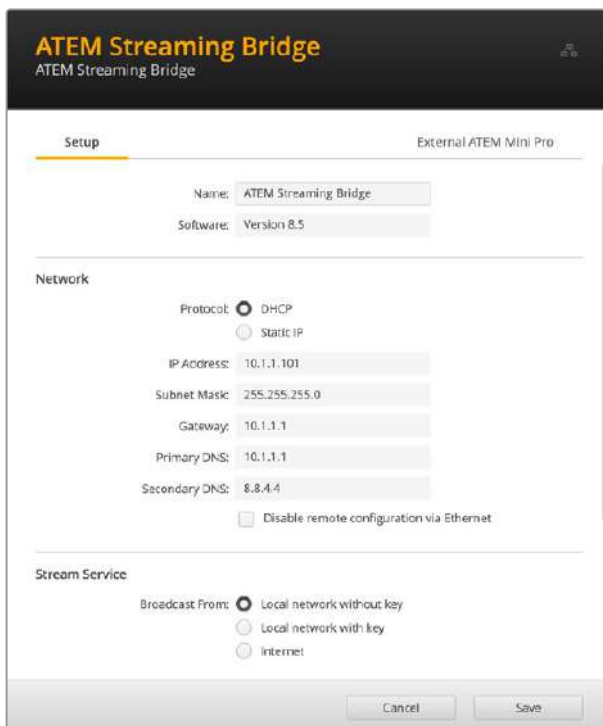 ATEM Streaming Bridge
ATEM Streaming Bridge
Setup External ATEM Mini Pro
Name: ATEM Streaming Bridge
Software: Version 8.5
Network
Protocol: DHCP
Static IP
IP Address: 10.1.1.101
Subnet Mask: 255.255.255.0
Gateway: 10.1.1.1
Primary DNS: 10.1.1.1
Secondary DNS: 8.8.4.4
Disable remote configuration via Ethernet
Stream Service
Broadcast From: Local network without key
Local network with key
Internet
Cancel Save